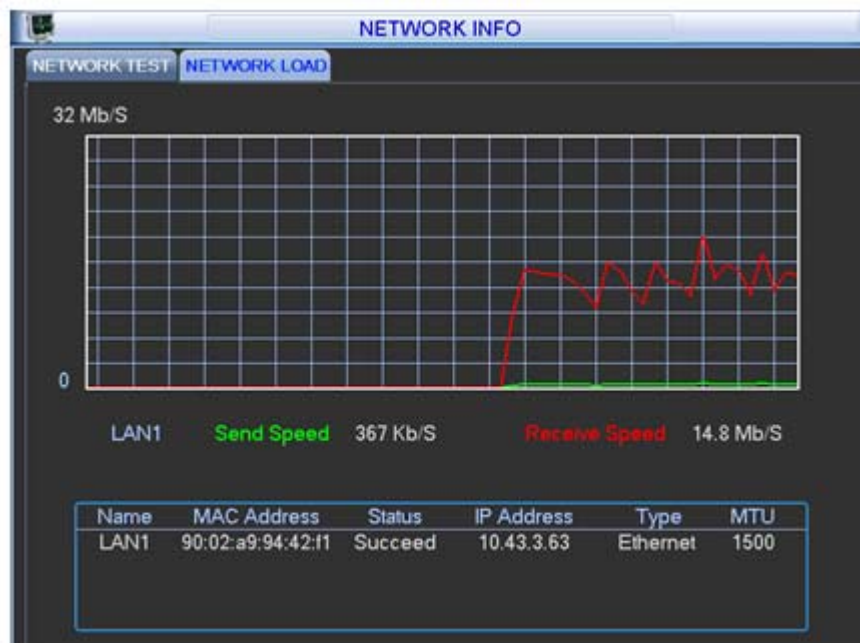 NETWORK INFO
NETWORK TEST NETWORK LOAD
32 Mb/S
0
LAN1 Send Speed 367 Kb/S Receive Speed 14.8 Mb/S
Name MAC Address Status IP Address Type MTU
LAN1 90:02:a9:94:42:f1 Succeed 10.43.3.63 Ethernet 1500